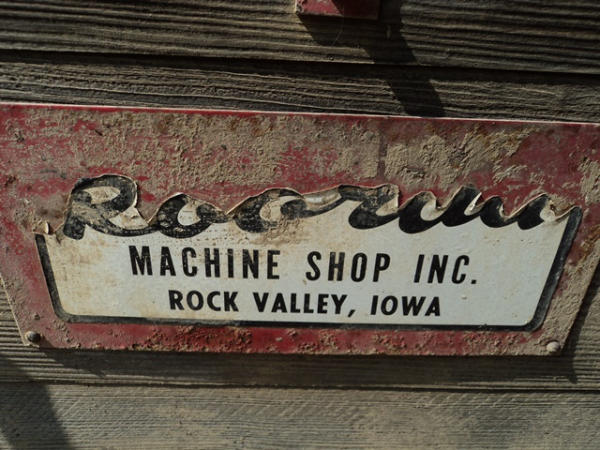 MACHINE SHOP INC.
ROCK VALLEY, IOWA